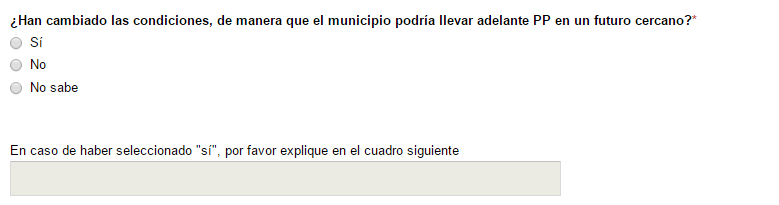 ¿Han cambiado las condiciones, de manera que el municipio podría llevar adelante PP en un futuro cercano?*
Sí
No
No sabe
En caso de haber seleccionado "sí", por favor explique en el cuadro siguiente